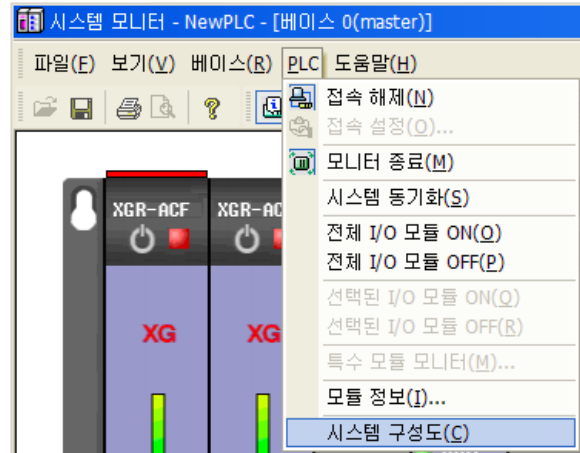 시스템 모니터 - NewPLC - [베이스 0(master)]
파일(F) 보기(V) 베이스(R) PLC 도움말(H)
접속 해제(N)
접속 설정(O)...
모니터 종료(M)
시스템 동기화(S)
전체 I/O 모듈 ON(O)
전체 I/O 모듈 OFF(P)
선택된 I/O 모듈 ON(Q)
선택된 I/O 모듈 OFF(R)
특수 모듈 모니터(M)...
모듈 정보(I)...
시스템 구성도(C)
XGR-ACF XGR-AC
XG XG